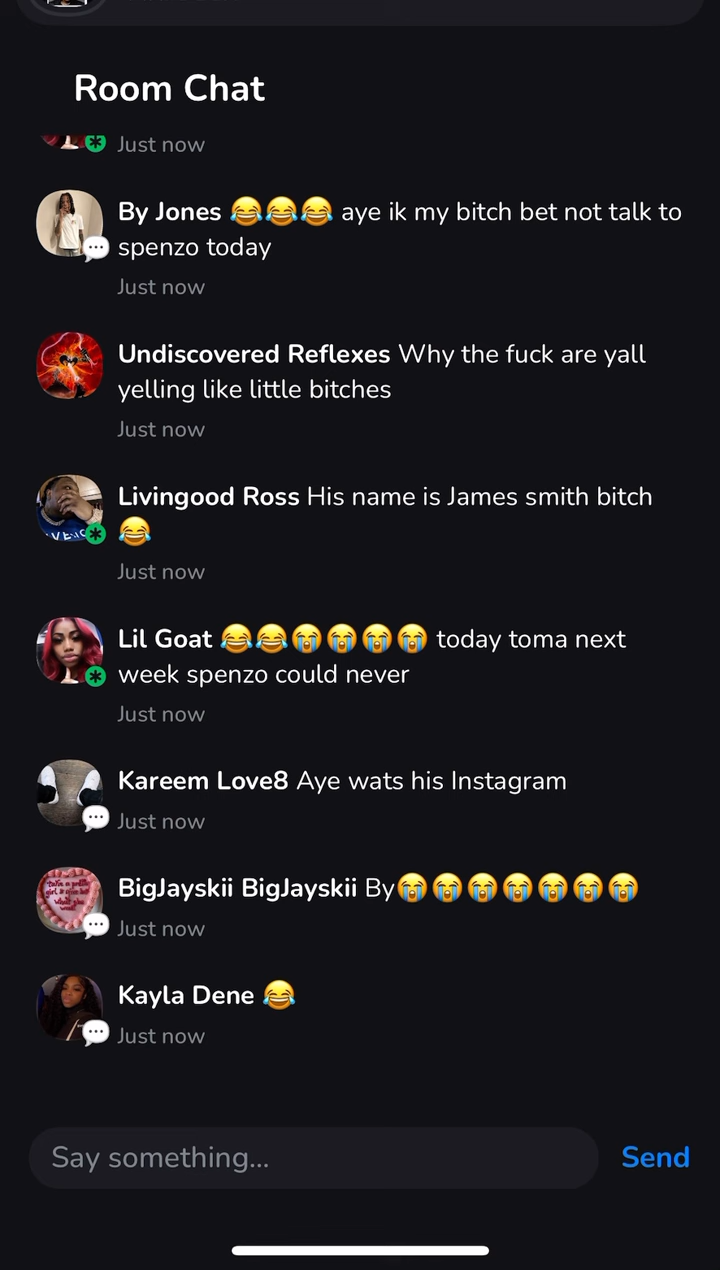 Room Chat
Just now
By Jones 😂😂😂 aye ik my bitch bet not talk to
spenzo today
Just now
Undiscovered Reflexes Why the fuck are yall
yelling like little bitches
Just now
Livingood Ross His name is James smith bitch
😂
Just now
Lil Goat 😂😂😭😭😭😭 today toma next
week spenzo could never
Just now
Kareem Love8 Aye wats his Instagram
Just now
BigJayskii BigJayskii By😭😭😭😭😭😭😭
Just now
Kayla Dene 😂
Just now
Say something...
Send